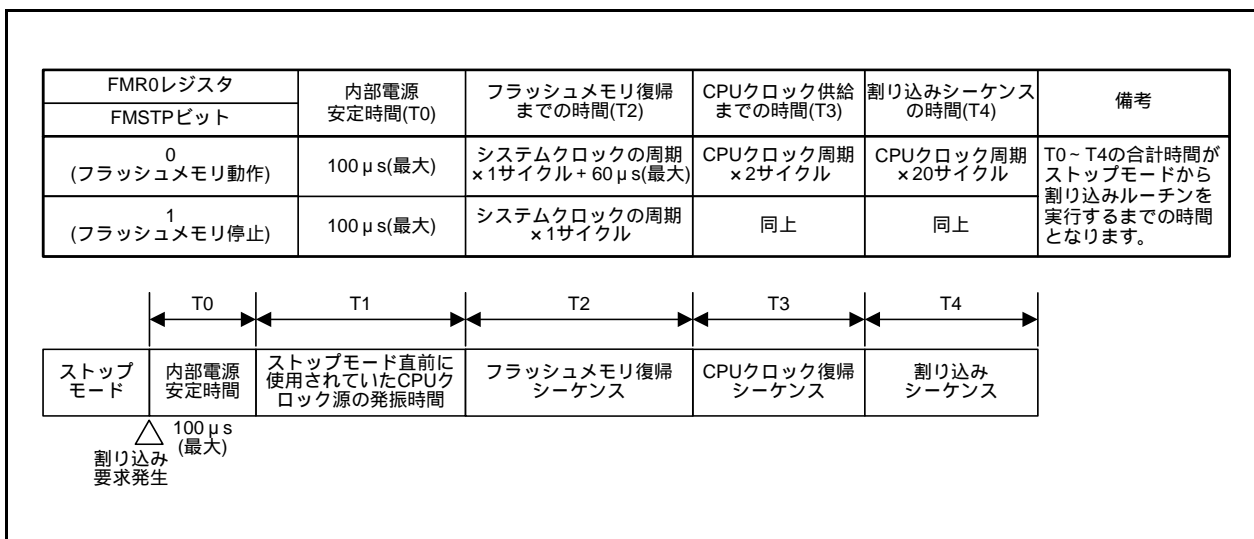 FMR0レジスタ
FMSTPビット
内部電源
安定時間(T0)
フラッシュメモリ復帰
までの時間(T2)
CPUクロック供給
までの時間(T3)
割り込みシーケンス
の時間(T4)
備考
0
(フラッシュメモリ動作)
100μs(最大)
システムクロックの周期
×1サイクル+60μs(最大)
CPUクロック周期
×2サイクル
CPUクロック周期
×20サイクル
T0~T4の合計時間が
ストップモードから
割り込みルーチンを
実行するまでの時間
となります。
1
(フラッシュメモリ停止)
100μs(最大)
システムクロックの周期
×1サイクル
同上
同上
T0
T1
T2
T3
T4
ストップ
モード
内部電源
安定時間
ストップモード直前に
使用されていたCPUク
ロック源の発振時間
フラッシュメモリ復帰
シーケンス
CPUクロック復帰
シーケンス
割り込み
シーケンス
100μs
(最大)
割り込み
要求発生